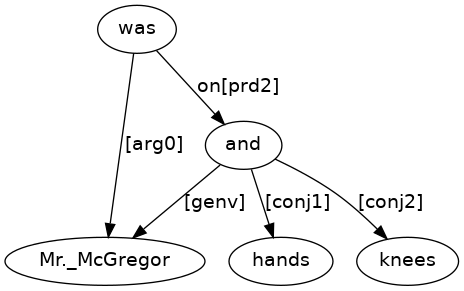 was
on[prd2]
[arg0]
and
[genv]
[conj1]
[conj2]
Mr._McGregor
hands
knees